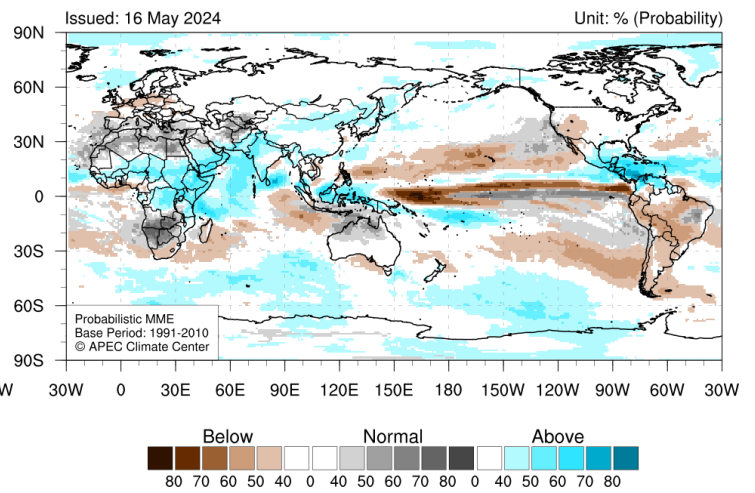 Issued: 16 May 2024 Unit: % (Probability)
90N
60N
30N
0
30S
60S
90S
Probabilistic MME
Base Period: 1991-2010
© APEC Climate Center
W 30W 0 30E 60E 90E 120E 150E 180 150W 120W 90W 60W 30W
Below Normal Above
80 70 60 50 40 0 40 50 60 70 80 0 40 50 60 70 80